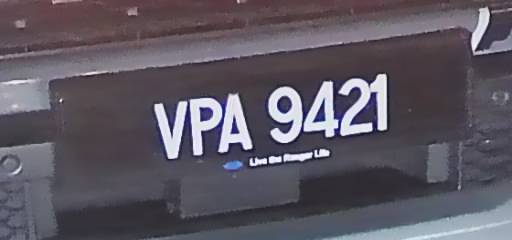 VPA 9421
Live the Ranger Life